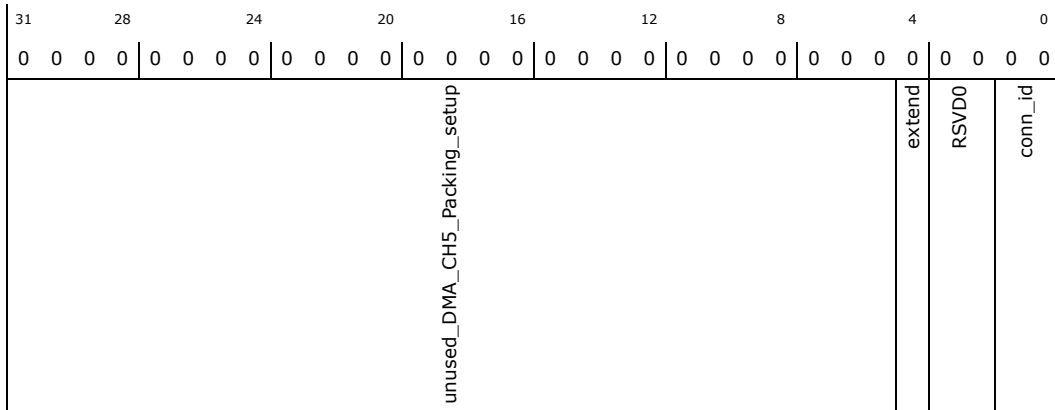 31 28 24 20 16 12 8 4 0
0 0 0 0 0 0 0 0 0 0 0 0 0 0 0 0 0 0 0 0 0 0 0 0 0 0 0 0 0 0 0 0
unused_DMA_CH5_Packing_setup
extend
RSVD0
conn_id